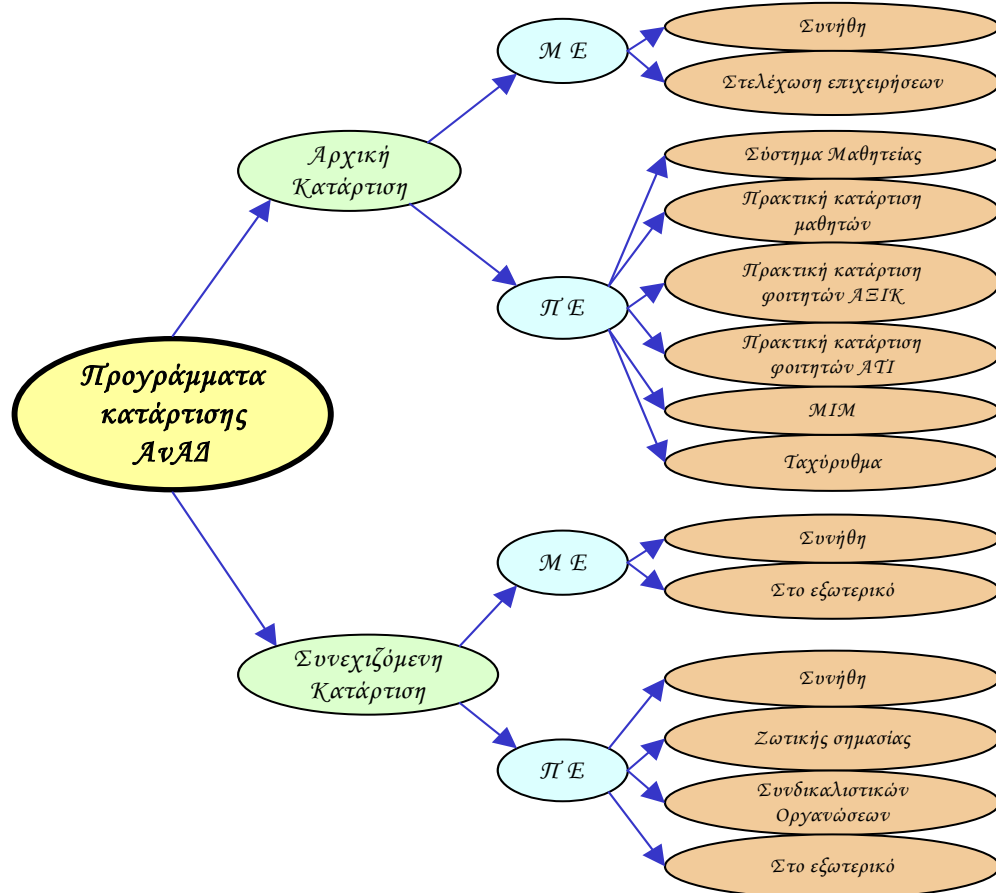 Συνήθη
Μ Ε
Στελέχωση επιχειρήσεων
Αρχική
Κατάρτιση
Σύστημα Μαθητείας
Πρακτική κατάρτιση
μαθητών
Πρακτική κατάρτιση
φοιτητών ΑΞΙΚ
Π Ε
Πρακτική κατάρτιση
φοιτητών ΑΤΙ
ΜΙΜ
Ταχύρυθμα
Προγράμματα
κατάρτισης
ΑνΑΔ
Συνήθη
Μ Ε
Στο εξωτερικό
Συνεχιζόμενη
Κατάρτιση
Συνήθη
Ζωτικής σημασίας
Π Ε
Συνδικαλιστικών
Οργανώσεων
Στο εξωτερικό